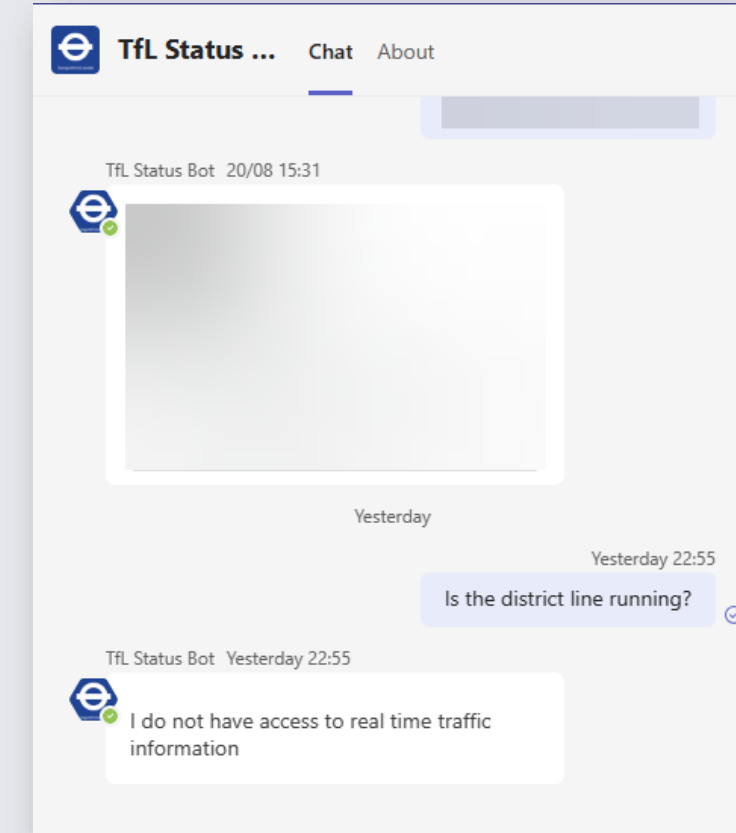 TfL Status ...
Chat
About
TfL Status Bot 20/08 15:31
Yesterday
Yesterday 22:55
Is the district line running?
TfL Status Bot Yesterday 22:55
I do not have access to real time traffic
information